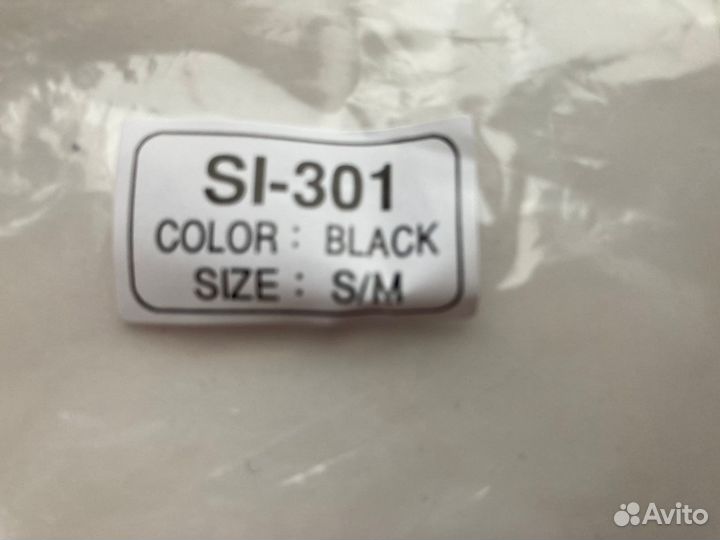 SI-301
COLOR : BLACK
SIZE : S/M
Avito